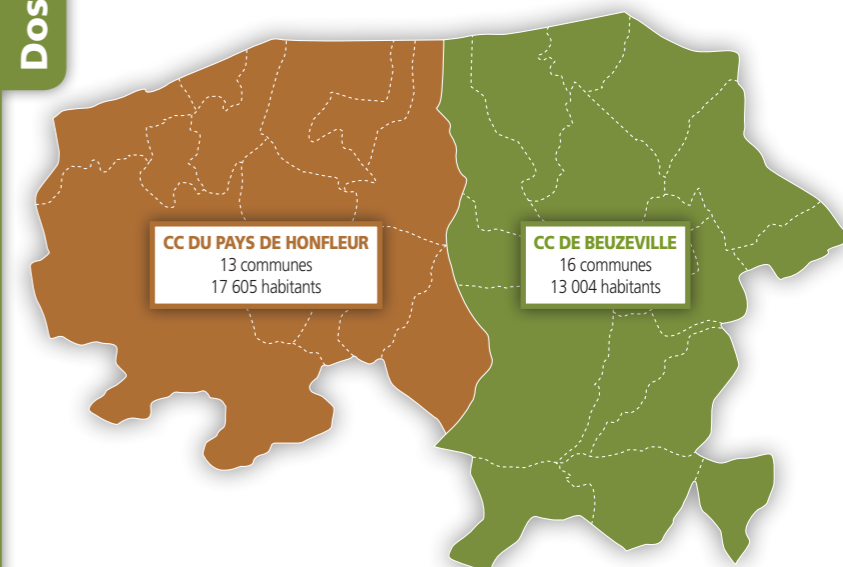 Dos
CC DU PAYS DE HONFLEUR
13 communes
17 605 habitants
CC DE BEUZEVILLE
16 communes
13 004 habitants